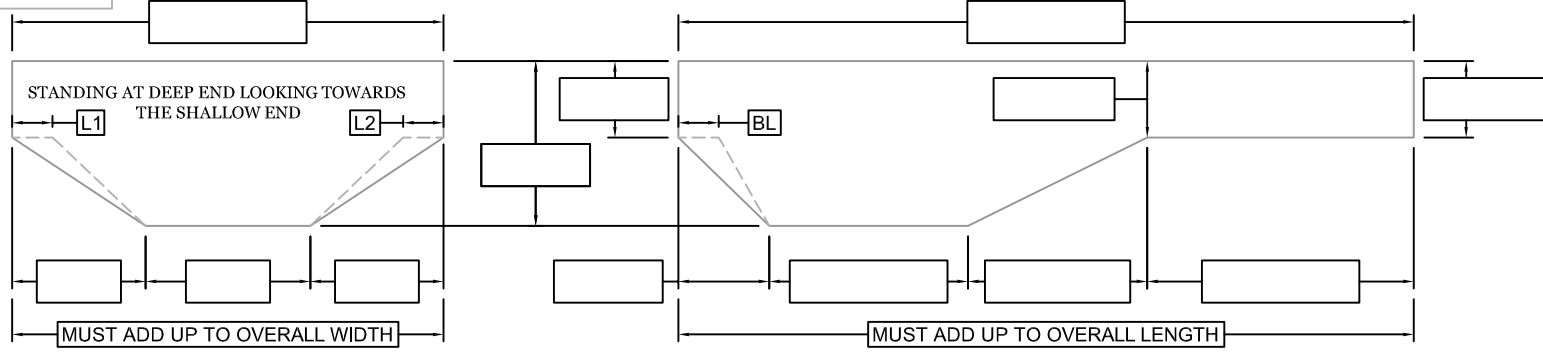 STANDING AT DEEP END LOOKING TOWARDS
THE SHALLOW END
L1
L2
BL
MUST ADD UP TO OVERALL WIDTH
MUST ADD UP TO OVERALL LENGTH